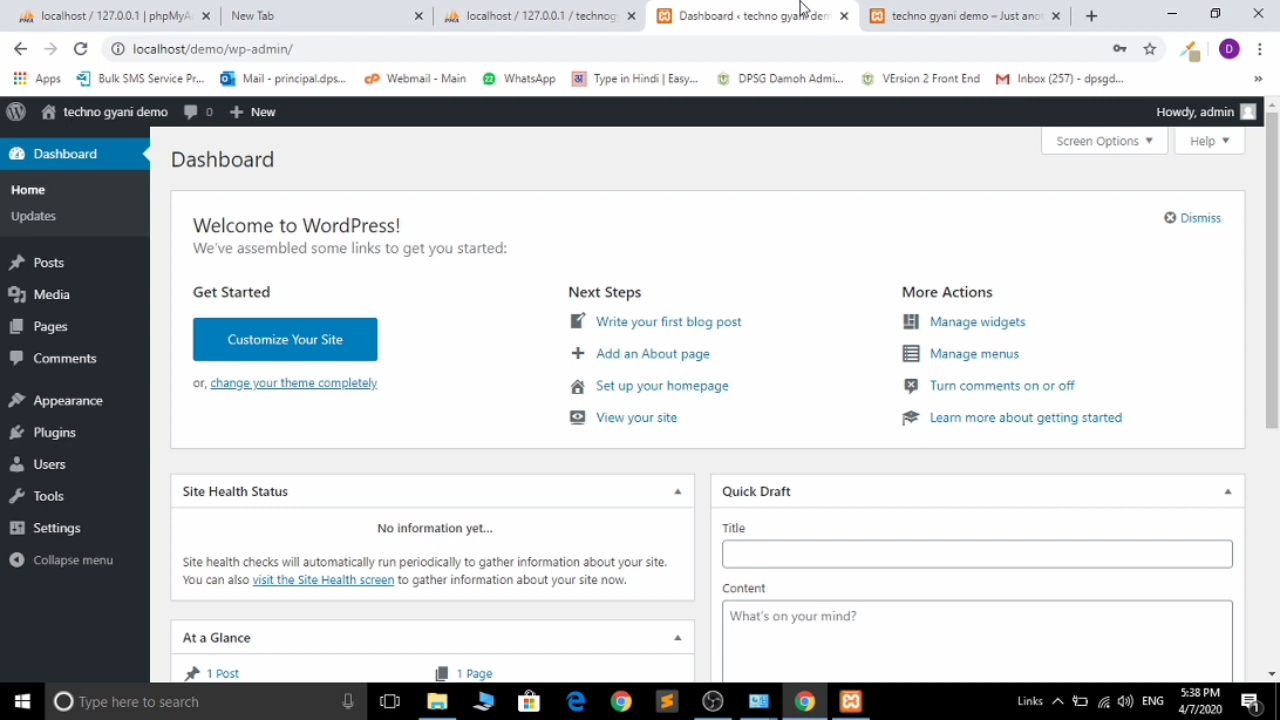 localhost / 127.0.0.1 | phpMyA
New Tab
localhost / 127.0.0.1 / technog
Dashboard ‹ techno gyani dem
techno gyani demo – Just anot
localhost/demo/wp-admin/
D
Apps
Bulk SMS Service Pr...
Mail - principal.dps...
Webmail - Main
WhatsApp
Type in Hindi | Easy...
DPSG Damoh Admi...
VErsion 2 Front End
Inbox (257) - dpsgd...
techno gyani demo
0
New
Howdy, admin
Screen Options
Help
Dashboard
Home
Updates
Posts
Media
Pages
Comments
Appearance
Plugins
Users
Tools
Settings
Collapse menu
Dashboard
Welcome to WordPress!
We've assembled some links to get you started:
Dismiss
Get Started
Customize Your Site
or, change your theme completely
Next Steps
Write your first blog post
Add an About page
Set up your homepage
View your site
More Actions
Manage widgets
Manage menus
Turn comments on or off
Learn more about getting started
Site Health Status
No information yet...
Site health checks will automatically run periodically to gather information about your site.
You can also visit the Site Health screen to gather information about your site now.
At a Glance
1 Post
1 Page
Quick Draft
Title
Content
What's on your mind?
Type here to search
Links
ENG
5:38 PM
4/7/2020
1